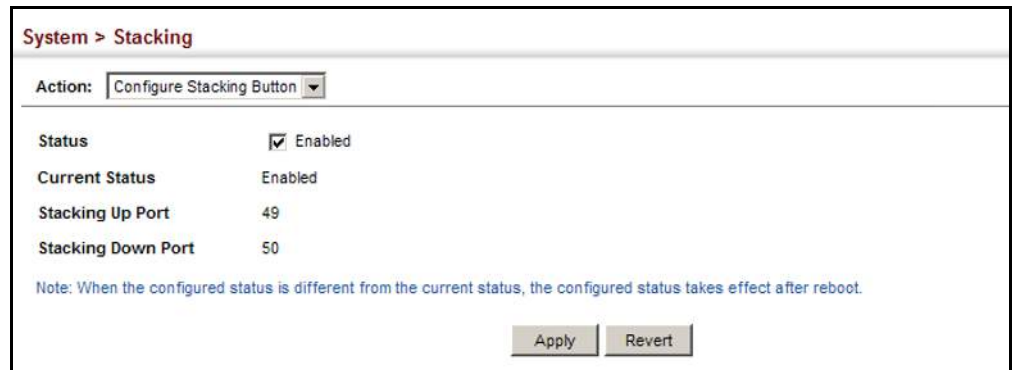 System > Stacking
Action: Configure Stacking Button
Status Enabled
Current Status Enabled
Stacking Up Port 49
Stacking Down Port 50
Note: When the configured status is different from the current status, the configured status takes effect after reboot.
Apply Revert